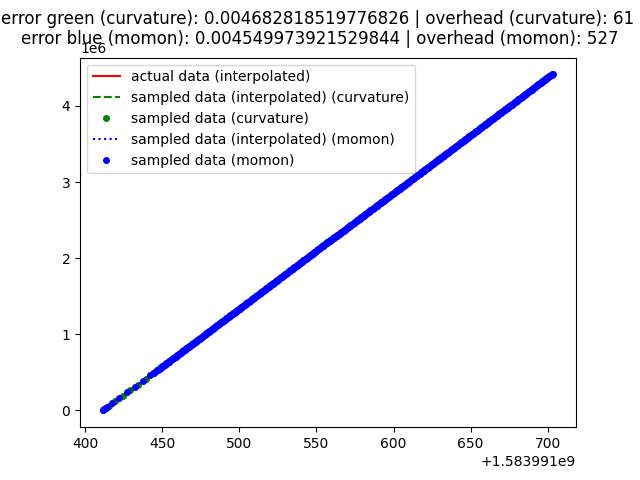 error green (curvature): 0.004682818519776826 | overhead (curvature): 61
error blue (momon): 0.004549973921529844 | overhead (momon): 527
1e6
actual data (interpolated)
sampled data (interpolated) (curvature)
sampled data (curvature)
sampled data (interpolated) (momon)
sampled data (momon)
4
3
2
1
0
400 450 500 550 600 650 700
+1.583991e9